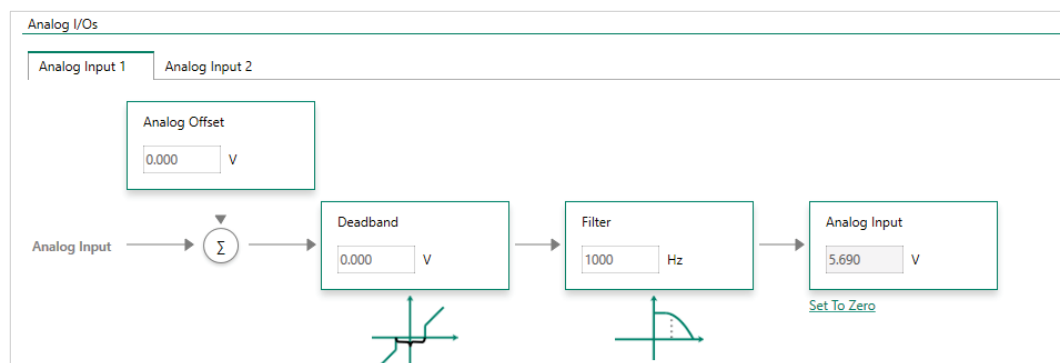 Analog I/Os
Analog Input 1 Analog Input 2
Analog Offset
0.000 V
Deadband Filter Analog Input
Analog Input Σ 0.000 V 1000 Hz 5.690 V
Set To Zero